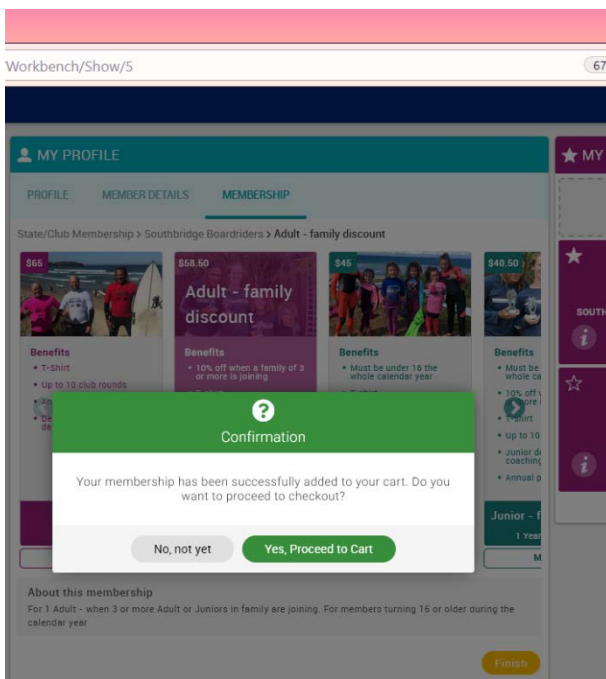 Workbench/Show/5
67
MY PROFILE
MY
PROFILE
MEMBER DETAILS
MEMBERSHIP
State/Club Membership > Southbridge Boardriders > Adult - family discount
$65
Benefits
• T-Shirt
• Up to 10 club rounds
$58.50
Adult - family
discount
Benefits
• 10% off when a family of 3
or more is joining
$45
Benefits
• Must be under 16 the
whole calendar year
$40.50
Benefits
• Must be
whole ca
• 10% off
• T-Shirt
• Up to 10
• Junior de
coaching
• Annual p
Junior - f
1 Year
M
SOUTH
Confirmation
Your membership has been successfully added to your cart. Do you
want to proceed to checkout?
No, not yet
Yes, Proceed to Cart
About this membership
For 1 Adult - when 3 or more Adult or Juniors in family are joining. For members turning 16 or older during the
calendar year
Finish